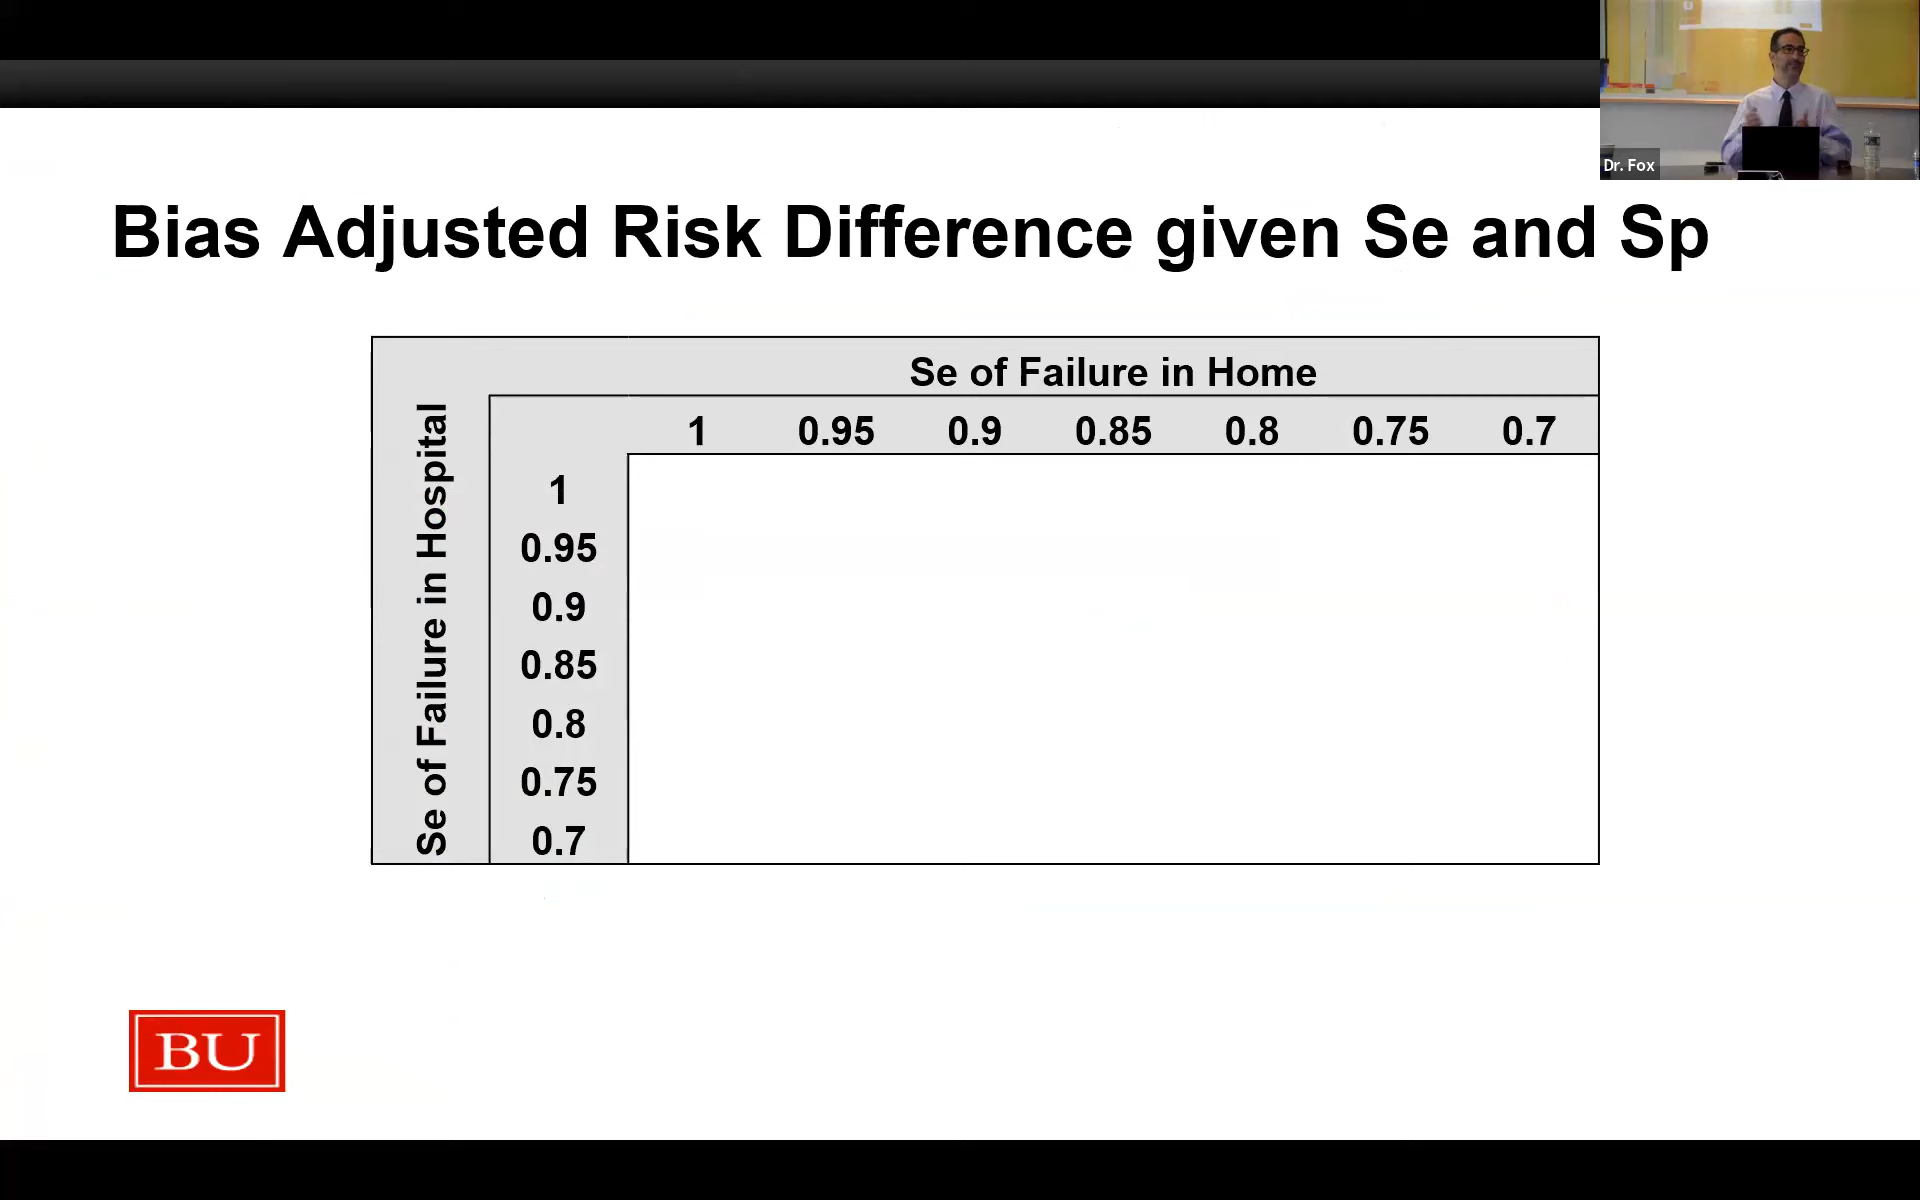 Dr. Fox
Bias Adjusted Risk Difference given Se and Sp
Se of Failure in Home
Se of Failure in Hospital
1 0.95 0.9 0.85 0.8 0.75 0.7
1
0.95
0.9
0.85
0.8
0.75
0.7
BU